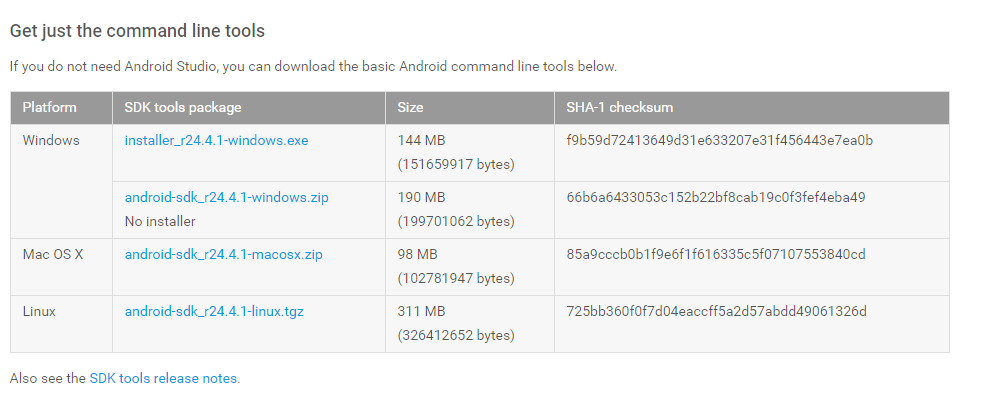 Get just the command line tools
If you do not need Android Studio, you can download the basic Android command line tools below.
Platform SDK tools package Size SHA-1 checksum
Windows installer_r24.4.1-windows.exe 144 MB f9b59d72413649d31e633207e31f456443e7ea0b
(151659917 bytes)
android-sdk_r24.4.1-windows.zip 190 MB 66b6a6433053c152b22bf8cab19c0f3fef4eba49
No installer (199701062 bytes)
Mac OS X android-sdk_r24.4.1-macosx.zip 98 MB 85a9cccb0b1f9e6f1f616335c5f07107553840cd
(102781947 bytes)
Linux android-sdk_r24.4.1-linux.tgz 311 MB 725bb360f0f7d04eaccff5a2d57abdd49061326d
(326412652 bytes)
Also see the SDK tools release notes.